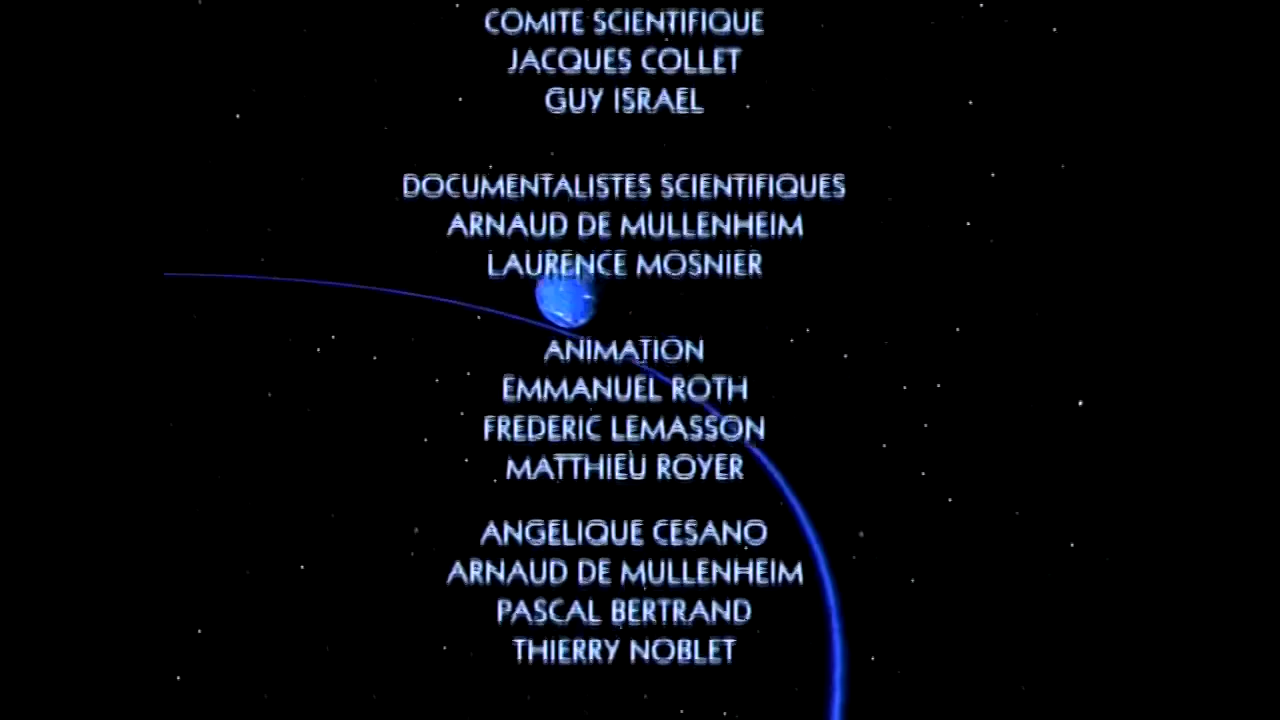 COMITE SCIENTIFIQUE
JACQUES COLLET
GUY ISRAEL
DOCUMENTALISTES SCIENTIFIQUES
ARNAUD DE MULLENHEIM
LAURENCE MOSNIER
ANIMATION
EMMANUEL ROTH
FREDERIC LEMASSON
MATTHIEU ROYER
ANGELIQUE CESANO
ARNAUD DE MULLENHEIM
PASCAL BERTRAND
THIERRY NOBLET